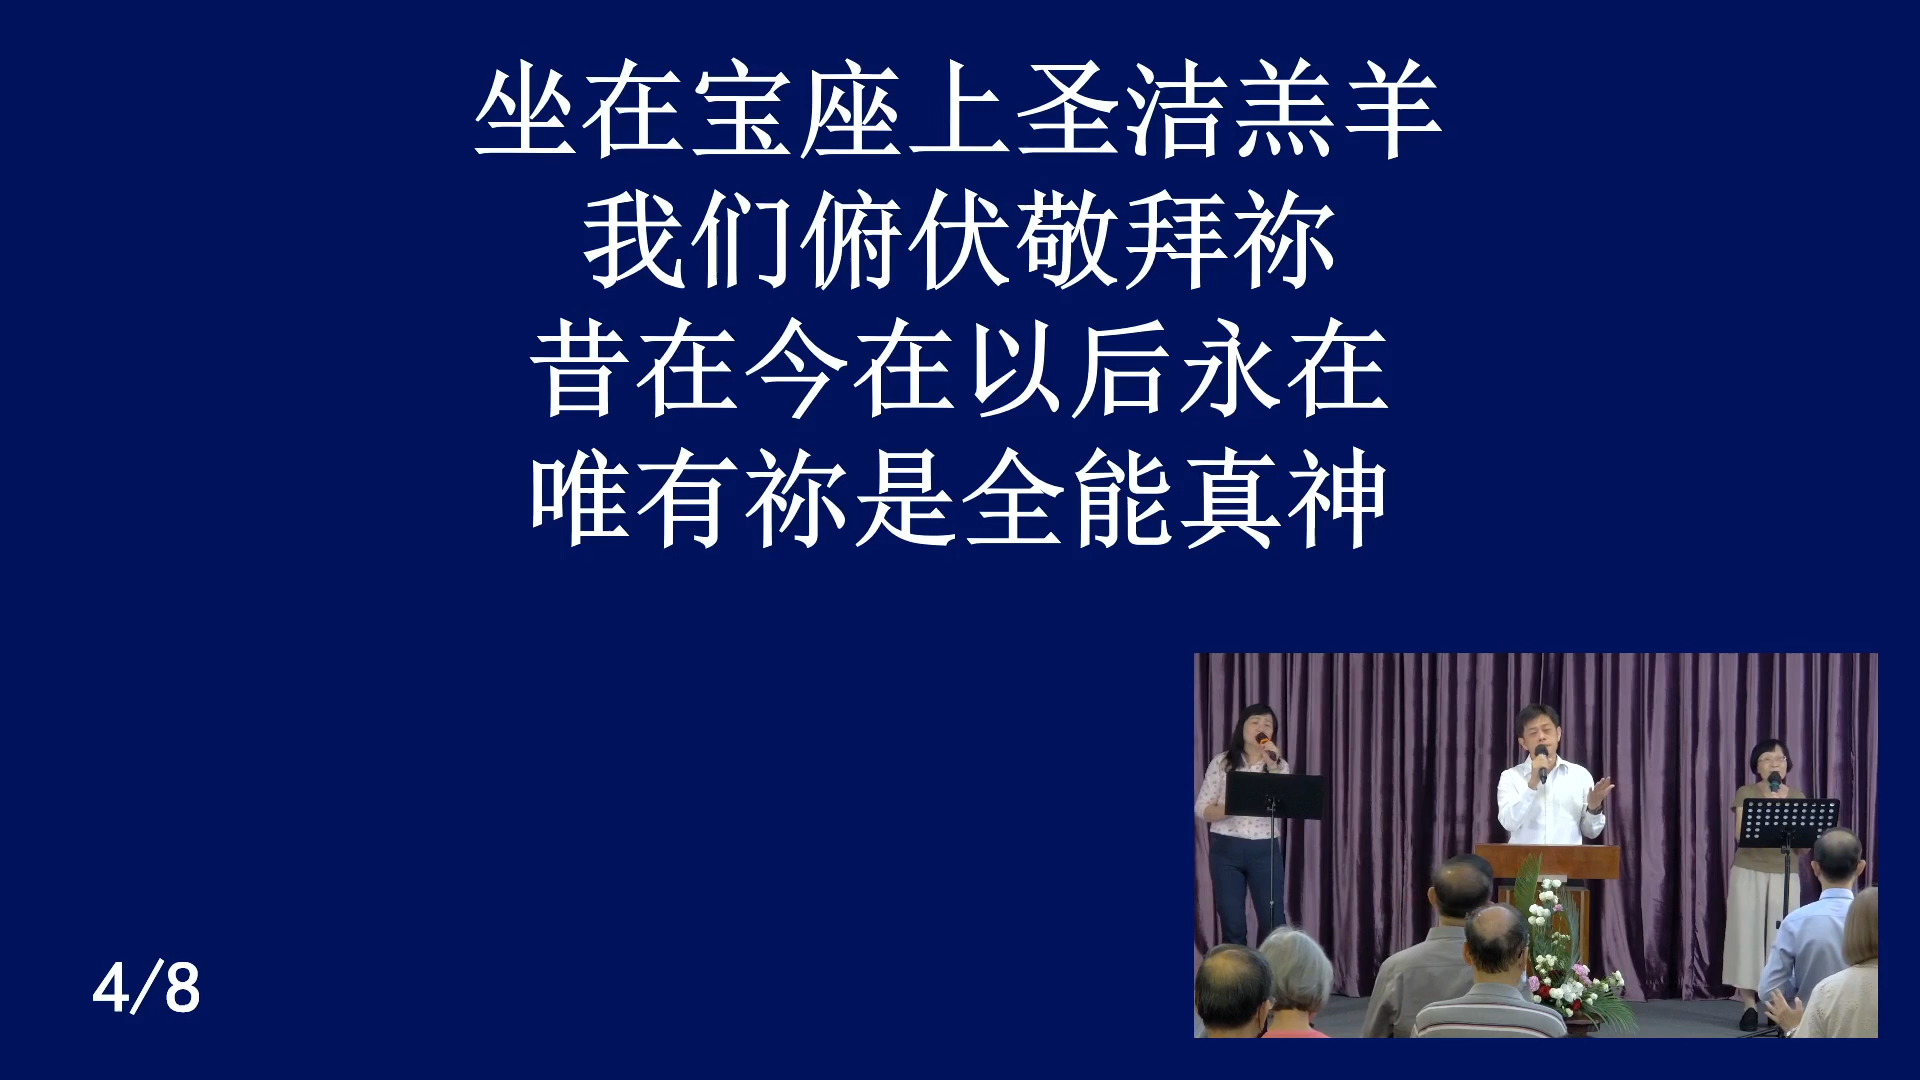 坐在宝座上圣洁羔羊
我们俯伏敬拜祢
昔在今在以后永在
唯有祢是全能真神
4/8